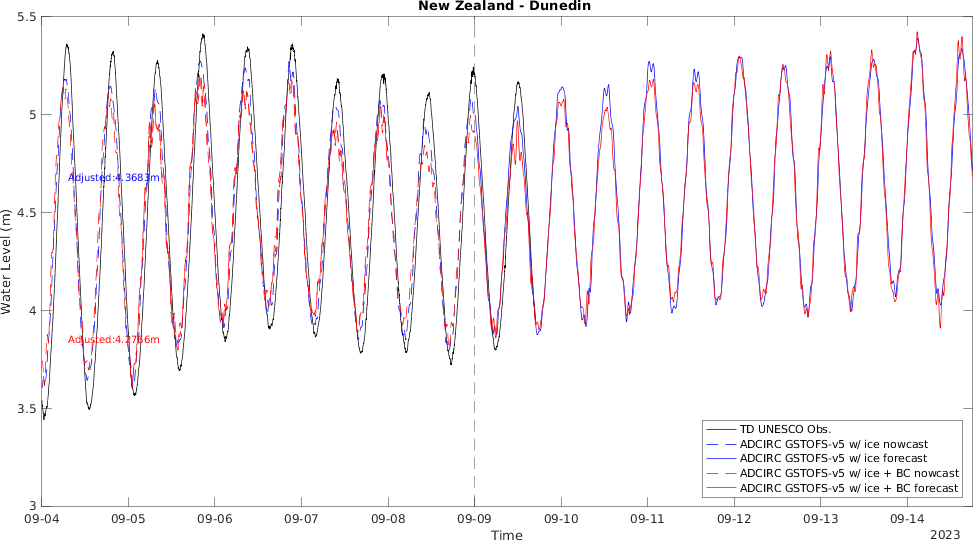 New Zealand - Dunedin
5.5
5
4.5
4
3.5
3
Water Level (m)
Adjusted:4.3683m
Adjusted:4.2756m
TD UNESCO Obs.
ADCIRC GSTOFS-v5 w/ ice nowcast
ADCIRC GSTOFS-v5 w/ ice forecast
ADCIRC GSTOFS-v5 w/ ice + BC nowcast
ADCIRC GSTOFS-v5 w/ ice + BC forecast
09-04 09-05 09-06 09-07 09-08 09-09 09-10 09-11 09-12 09-13 09-14
Time
2023